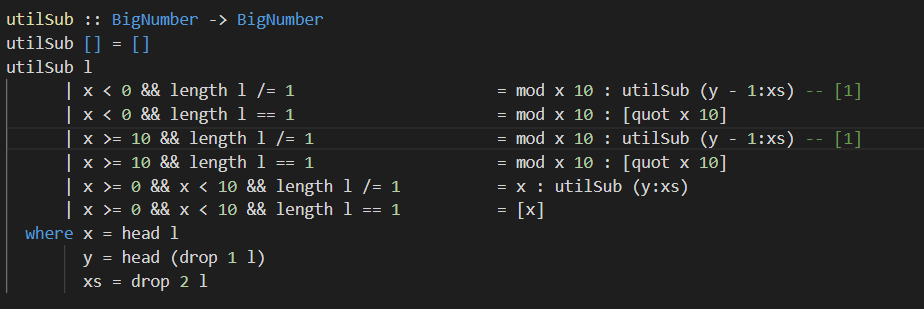 utilSub :: BigNumber -> BigNumber
utilSub [] = []
utilSub l
| x < 0 && length l /= 1 = mod x 10 : utilSub (y - 1:xs) -- [1]
| x < 0 && length l == 1 = mod x 10 : [quot x 10]
| x >= 10 && length l /= 1 = mod x 10 : utilSub (y - 1:xs) -- [1]
| x >= 10 && length l == 1 = mod x 10 : [quot x 10]
| x >= 0 && x < 10 && length l /= 1 = x : utilSub (y:xs)
| x >= 0 && x < 10 && length l == 1 = [x]
where x = head l
y = head (drop 1 l)
xs = drop 2 l